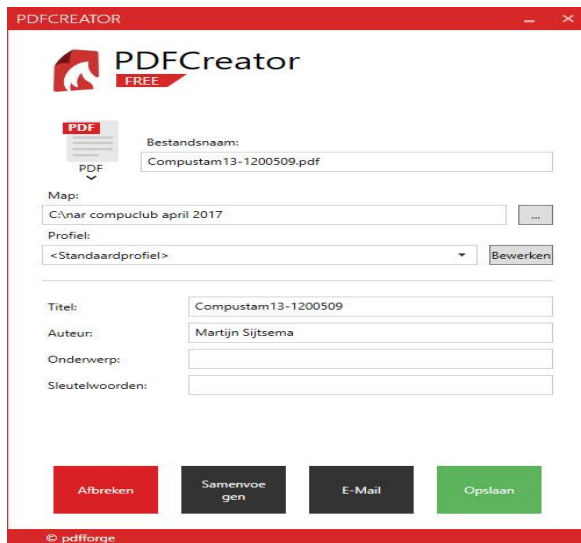 PDFCREATOR
PDFCreator
FREE
PDF
PDF
Bestandsnaam:
Compustam13-1200509.pdf
Map:
C:\nar compuclub april 2017
...
Profiel:
<Standaardprofiel>
Bewerken
Titel:
Compustam13-1200509
Auteur:
Martijn Sijtsema
Onderwerp:
Sleutelwoorden:
Afbreken
Samenvoe
gen
E-Mail
Opslaan
© pdfforge